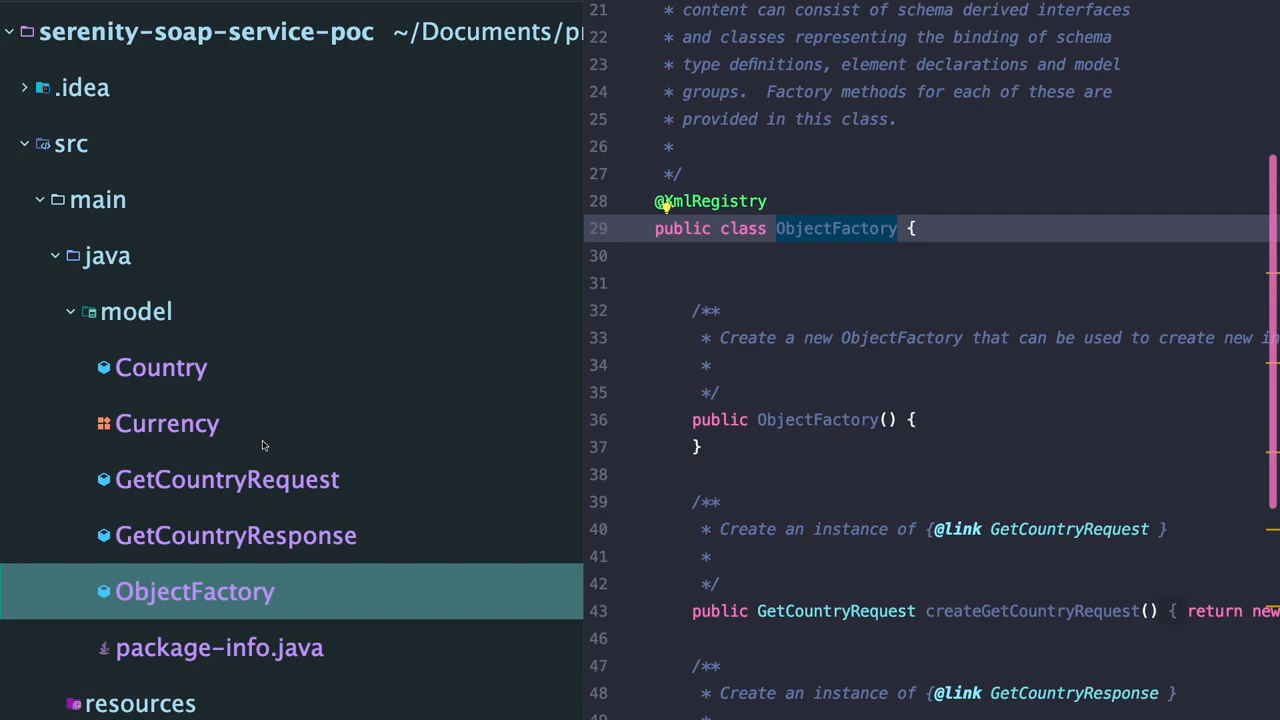 serenity-soap-service-poc ~/Documents/pr
.idea
src
main
java
model
Country
Currency
GetCountryRequest
GetCountryResponse
ObjectFactory
package-info.java
resources
21 * content can consist of schema derived interfaces
22 * and classes representing the binding of schema
23 * type definitions, element declarations and model
24 * groups.  Factory methods for each of these are
25 * provided in this class.
26 *
27 */
28 @XmlRegistry
29 public class ObjectFactory {
30
31
32 /**
33 * Create a new ObjectFactory that can be used to create new in
34 *
35 */
36 public ObjectFactory() {
37 }
38
39 /**
40 * Create an instance of {@link GetCountryRequest }
41 *
42 */
43 public GetCountryRequest createGetCountryRequest() { return new
46
47 /**
48 * Create an instance of {@link GetCountryResponse }
49 *